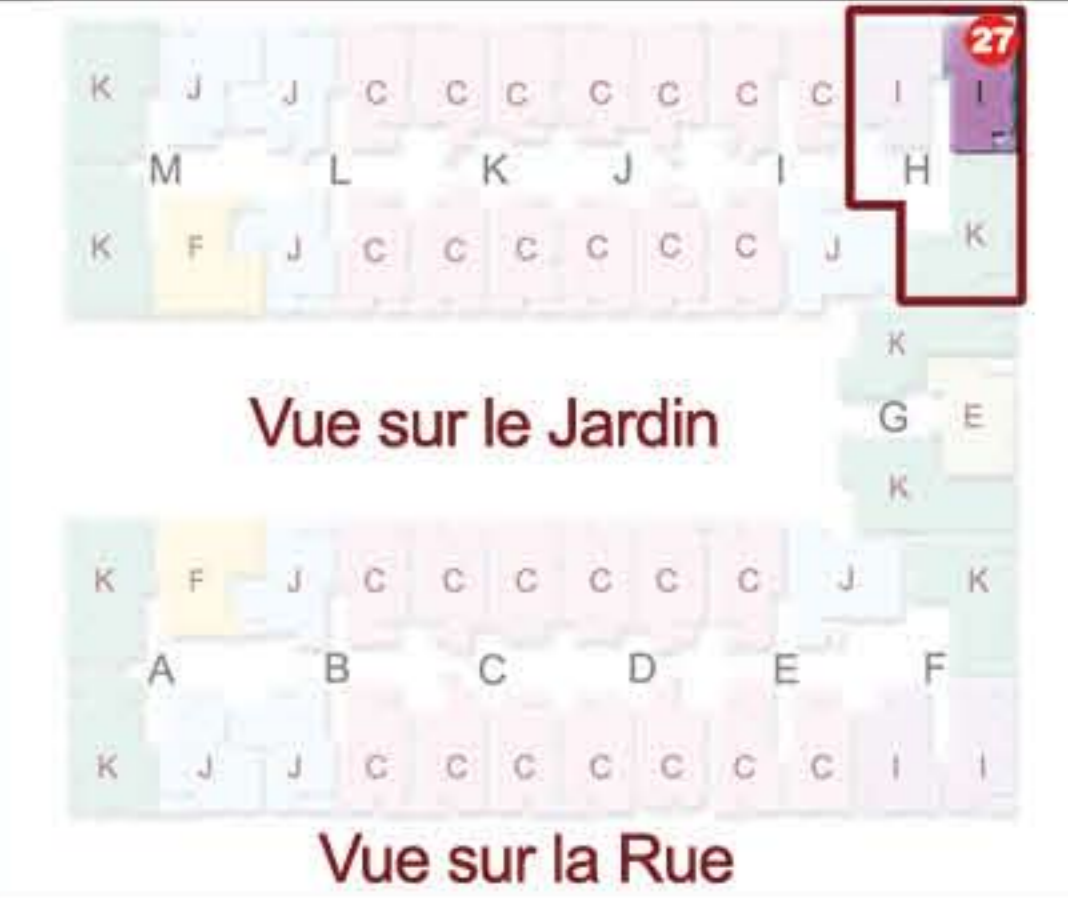 27
K J J C C C C C C C I I
M L K J I H
K F J C C C C C C J K
K
Vue sur le Jardin G E
K
K F J C C C C C C J K
A B C D E F
K J J C C C C C C C I I
Vue sur la Rue